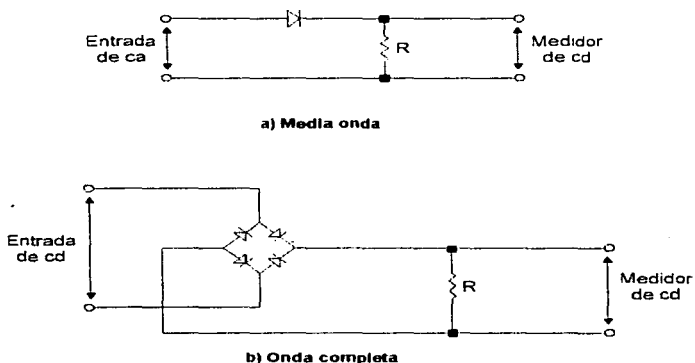 Entrada
de ca
R
Medidor
de cd
a) Media onda
Entrada
de cd
R
Medidor
de cd
b) Onda completa